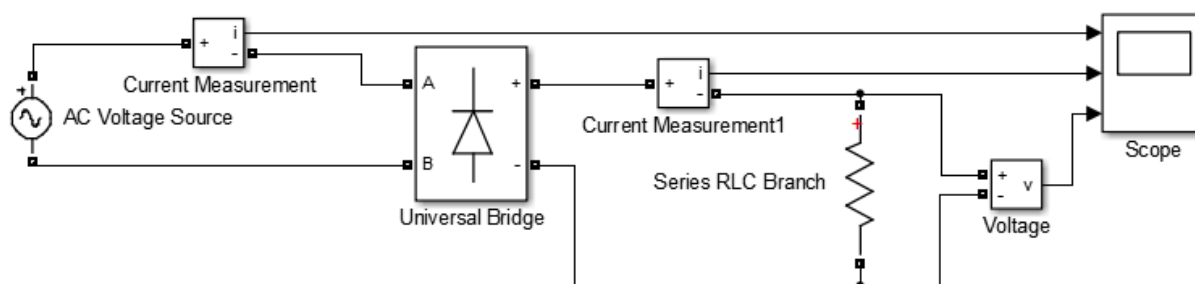 + i -
Current Measurement
+
AC Voltage Source
A + B -
Universal Bridge
+ i -
Current Measurement1
+
Series RLC Branch
+ v -
Voltage
Scope